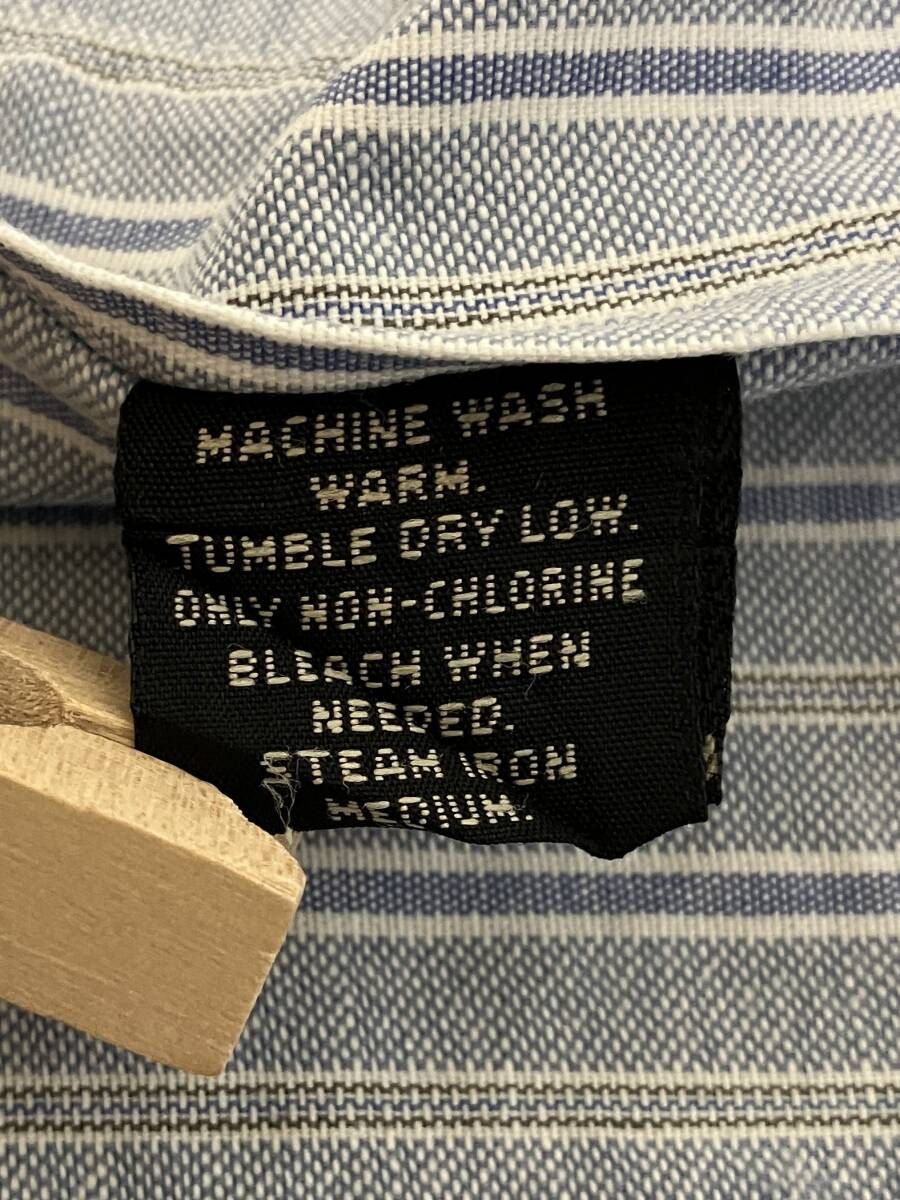 MACHINE WASH
WARM.
TUMBLE DRY LOW.
ONLY NON-CHLORINE
BLEACH WHEN
NEEDED.
STEAM IRON
MEDIUM.